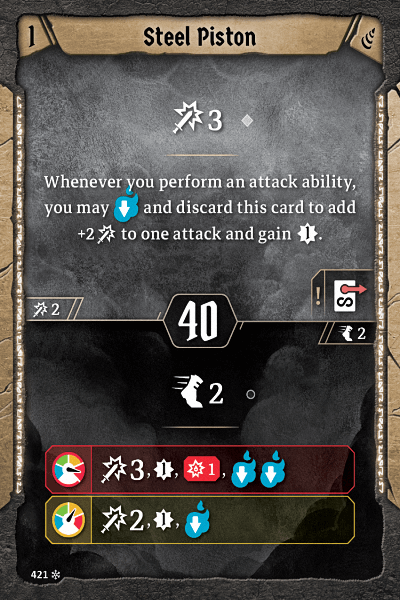 1 Steel Piston
3
Whenever you perform an attack ability,
you may and discard this card to add
+2 to one attack and gain 1.
! S
2 40 2
2
3, 1, 1,
2, 1,
421